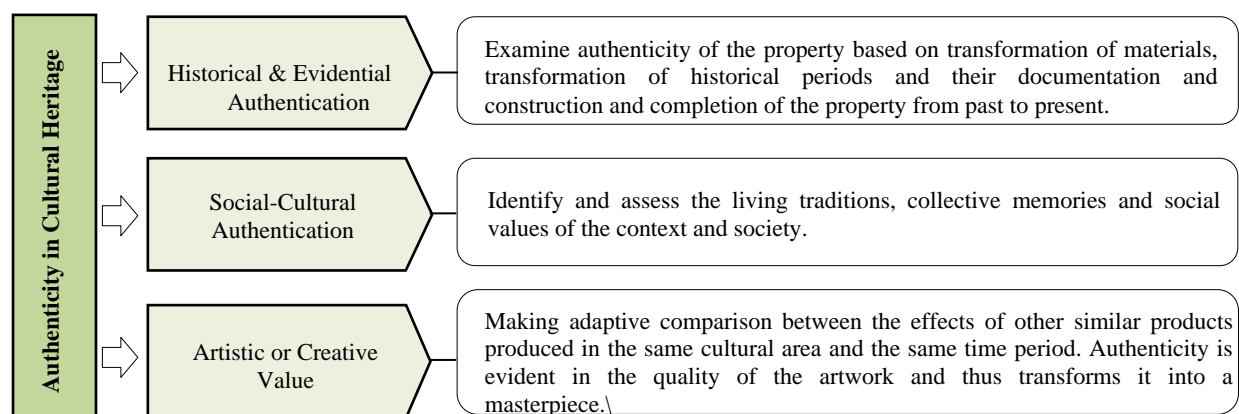 Authenticity in Cultural Heritage
Historical & Evidential
Authentication
Examine authenticity of the property based on transformation of materials,
transformation of historical periods and their documentation and
construction and completion of the property from past to present.
Social-Cultural
Authentication
Identify and assess the living traditions, collective memories and social
values of the context and society.
Artistic or Creative
Value
Making adaptive comparison between the effects of other similar products
produced in the same cultural area and the same time period. Authenticity is
evident in the quality of the artwork and thus transforms it into a
masterpiece.\